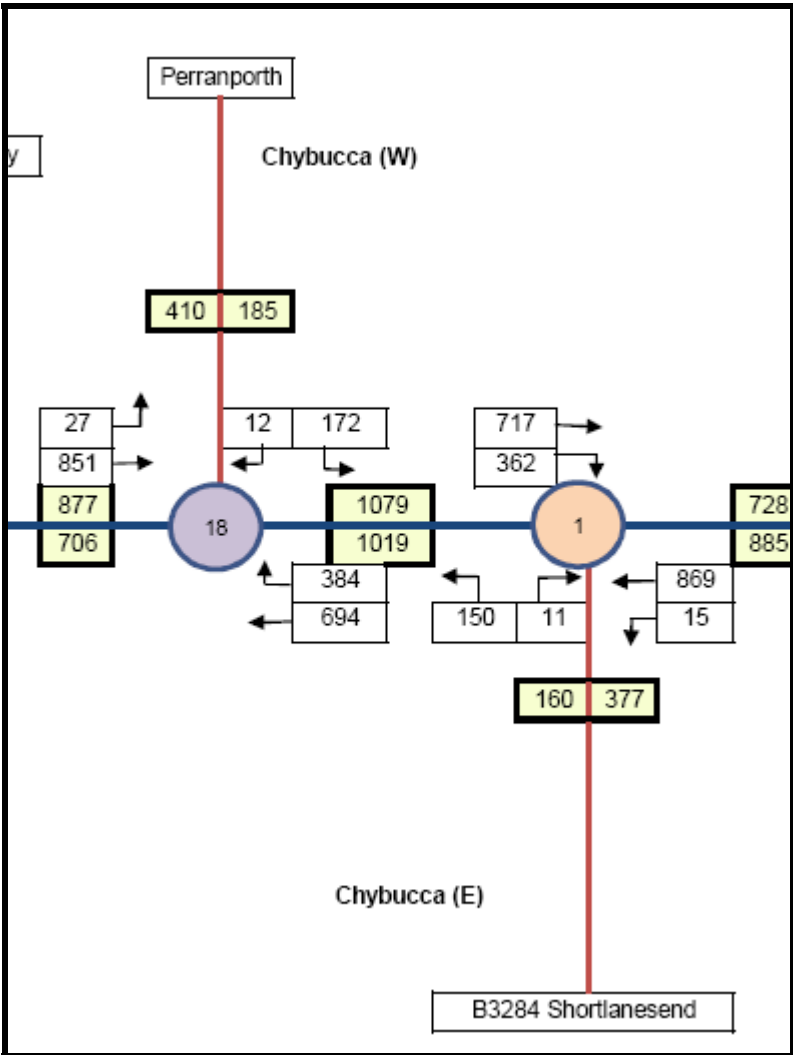 Perranporth
Chybucca (W)
y
410 185
27 12 172 717
851 362
877 1079 728
18 1
706 1019 885
384 869
694 150 11 15
160 377
Chybucca (E)
B3284 Shortlanesend